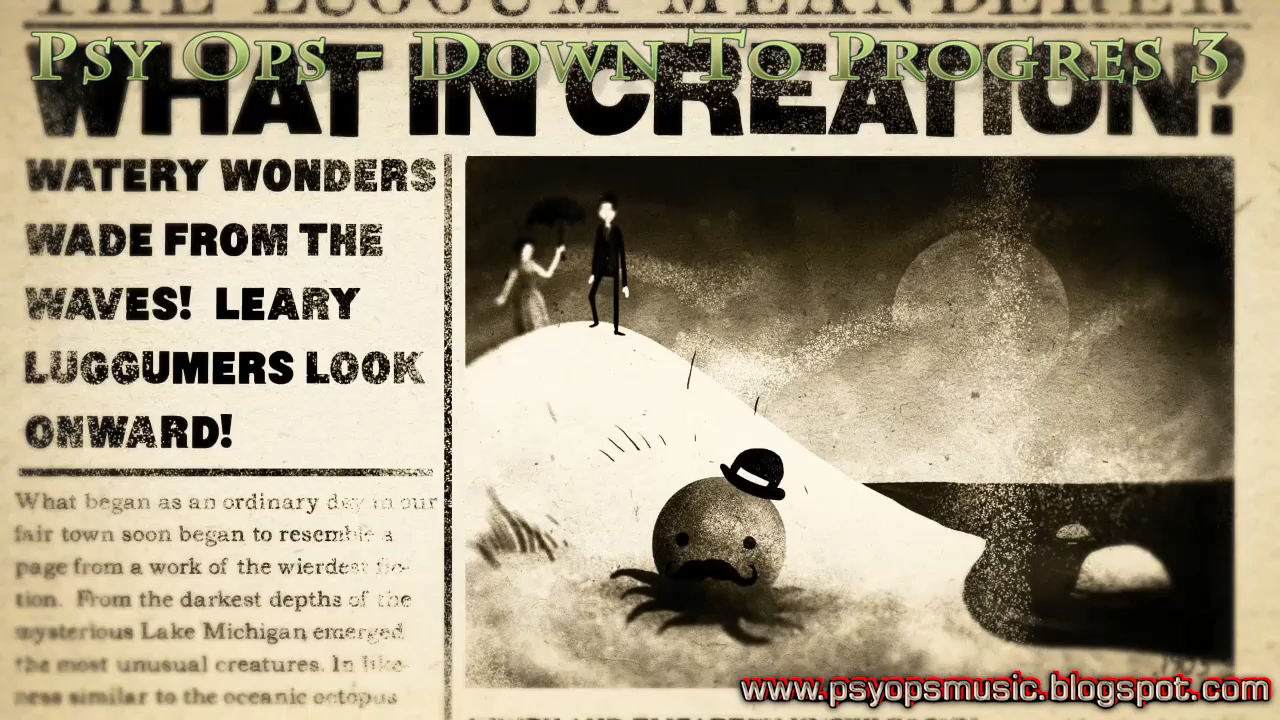 THE LUGGUM MEANDERER
Psy Ops - Down To Progres 3
WHAT IN CREATION?
WATERY WONDERS
WADE FROM THE
WAVES! LEARY
LUGGUMERS LOOK
ONWARD!
What began as an ordinary day in our
fair town soon began to resemble a
page from a work of the wierdest fic-
tion. From the darkest depths of the
mysterious Lake Michigan emerged
the most unusual creatures. In like-
ness similar to the oceanic octopus
www.psyopsmusic.blogspot.com